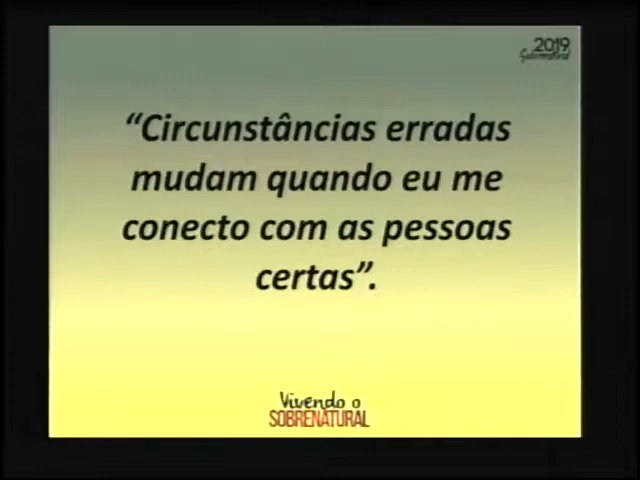 2019
“Circunstâncias erradas
mudam quando eu me
conecto com as pessoas
certas”.
Vivendo o
SOBRENATURAL